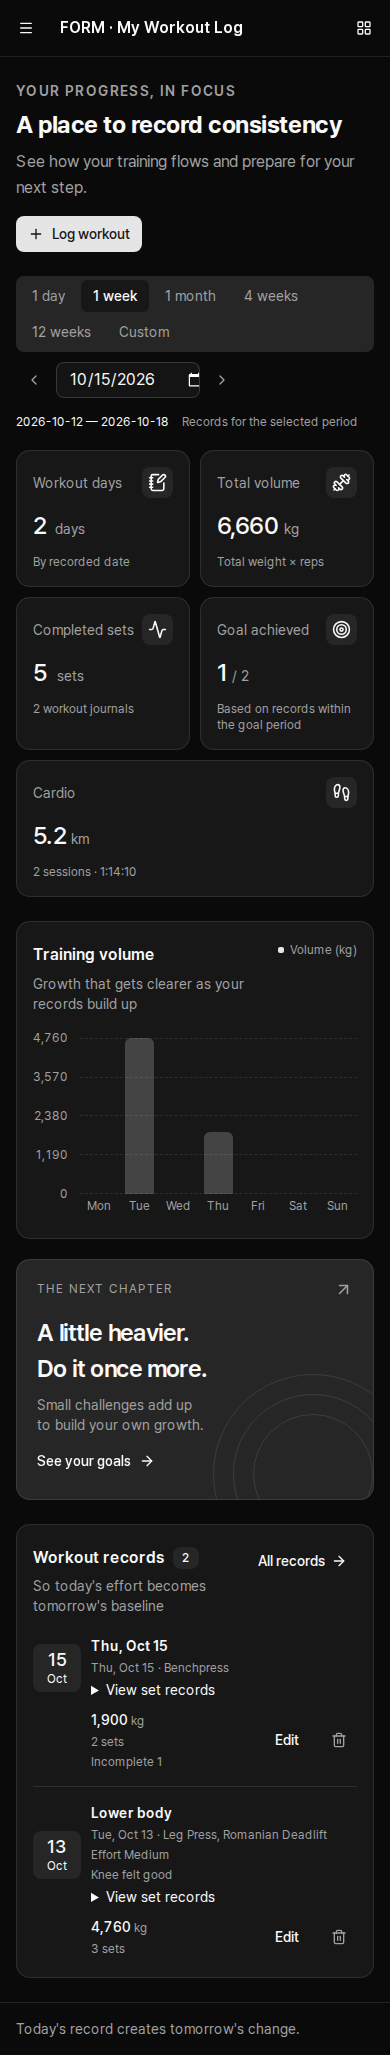 FORM · My Workout Log
YOUR PROGRESS, IN FOCUS
A place to record consistency
See how your training flows and prepare for your
next step.
Log workout
1 day 1 week 1 month 4 weeks
12 weeks Custom
10/15/2026
2026-10-12 — 2026-10-18 Records for the selected period
Workout days
2 days
By recorded date
Total volume
6,660 kg
Total weight × reps
Completed sets
5 sets
2 workout journals
Goal achieved
1 / 2
Based on records within
the goal period
Cardio
5.2 km
2 sessions · 1:14:10
Training volume
Volume (kg)
Growth that gets clearer as your
records build up
4,760
3,570
2,380
1,190
0
Mon Tue Wed Thu Fri Sat Sun
THE NEXT CHAPTER
A little heavier.
Do it once more.
Small challenges add up
to build your own growth.
See your goals
Workout records 2
All records
So today's effort becomes
tomorrow's baseline
15
Oct
Thu, Oct 15
Thu, Oct 15 · Benchpress
View set records
1,900 kg
2 sets
Incomplete 1
Edit
13
Oct
Lower body
Tue, Oct 13 · Leg Press, Romanian Deadlift
Effort Medium
Knee felt good
View set records
4,760 kg
3 sets
Edit
Today's record creates tomorrow's change.